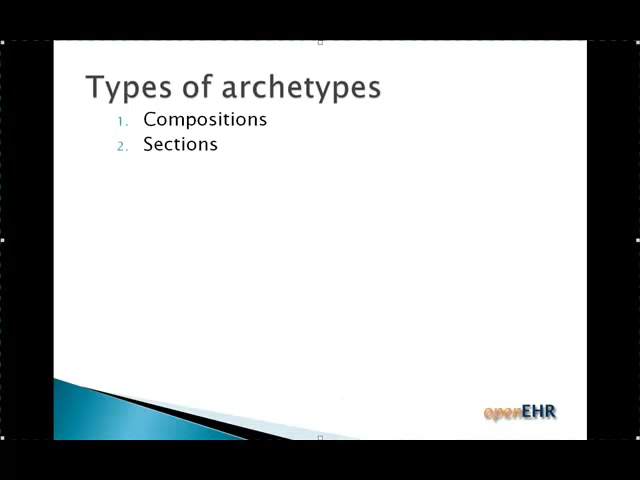 Types of archetypes
1. Compositions
2. Sections
openEHR